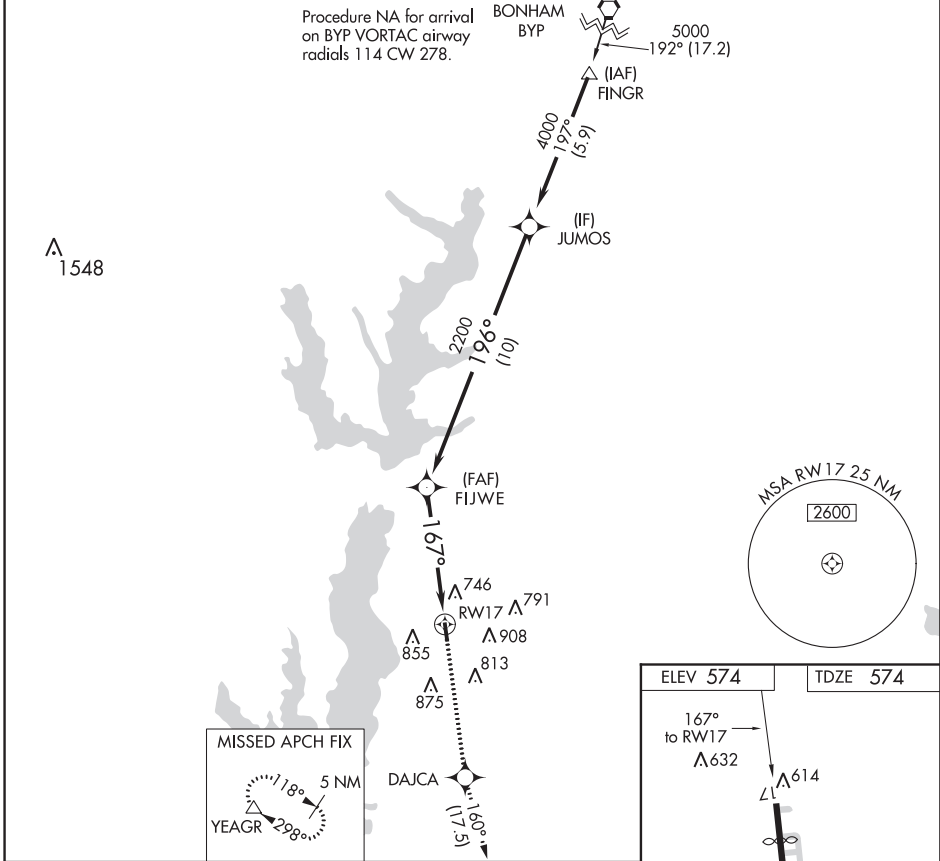 Procedure NA for arrival
on BYP VORTAC airway
radials 114 CW 278.
BONHAM
BYP
5000
192° (17.2)
(IAF)
FINGR
4000
197°
(5.9)
(IF)
JUMOS
1548
2200
196°
(10)
(FAF)
FIJWE
167°
MSA RW17 25 NM
2600
746
RW17
791
908
855
813
875
ELEV 574
TDZE 574
167°
to RW17
632
614
17
MISSED APCH FIX
118°
5 NM
YEAGR
298°
DAJCA
160°
(17.5)